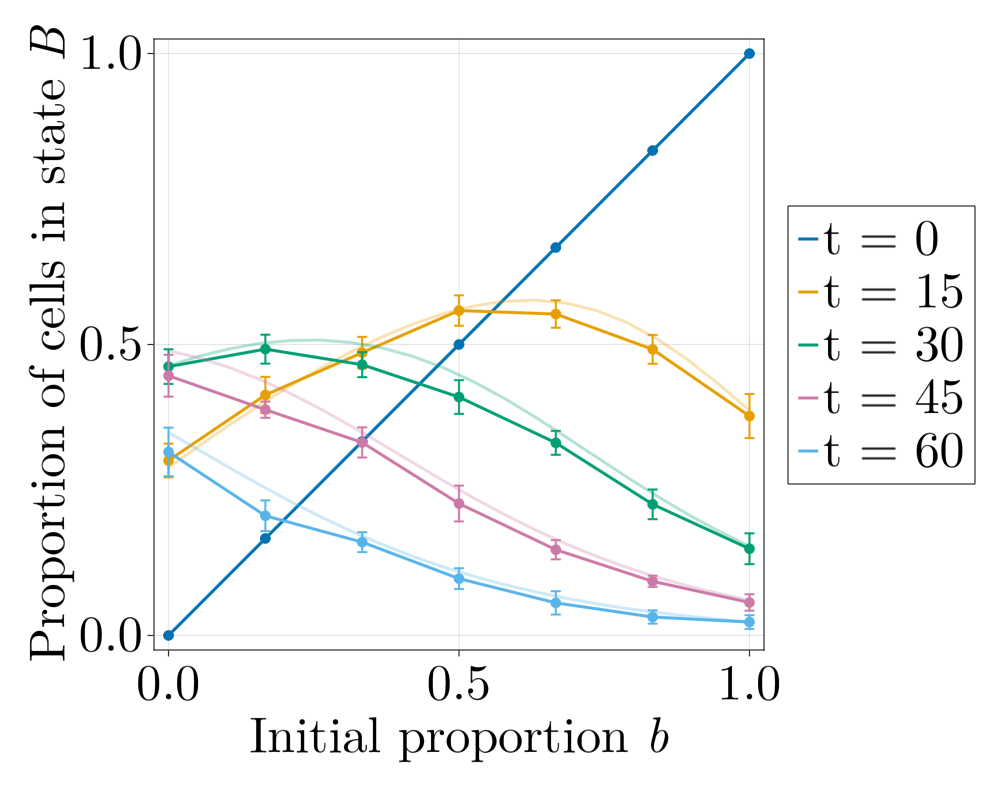 Proportion of cells in state B
1.0
0.5
0.0
0.0 0.5 1.0
Initial proportion b
t = 0
t = 15
t = 30
t = 45
t = 60